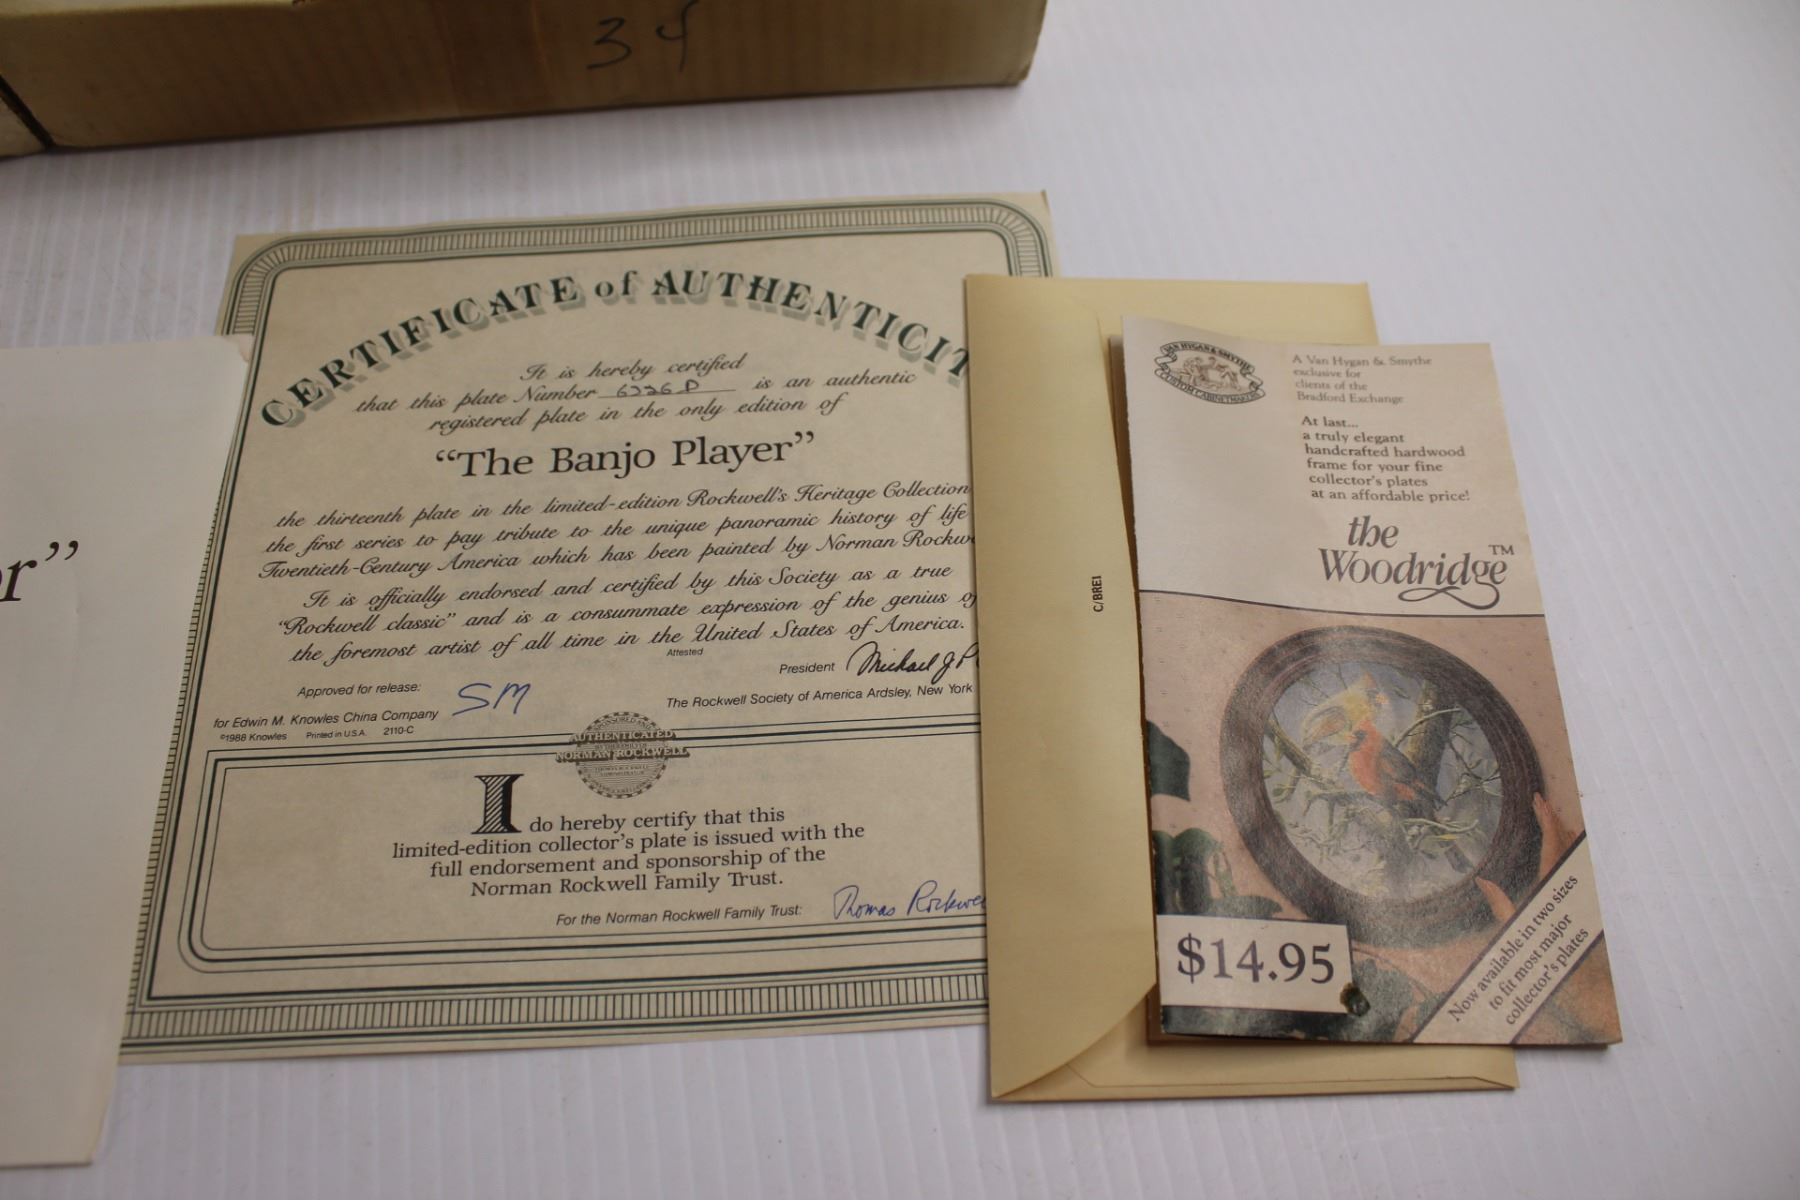 34
r”
CERTIFICATE of AUTHENTICIT
It is hereby certified
that this plate Number 6326D is an authentic
registered plate in the only edition of
“The Banjo Player”
the thirteenth plate in the limited-edition Rockwell's Heritage Collection
the first series to pay tribute to the unique panoramic history of life
Twentieth-Century America which has been painted by Norman Rockw
It is officially endorsed and certified by this Society as a true
“Rockwell classic” and is a consummate expression of the genius of
the foremost artist of all time in the United States of America.
Attested
President Michael J. P
The Rockwell Society of America Ardsley, New York
Approved for release: SM
for Edwin M. Knowles China Company
©1988 Knowles Printed in U.S.A. 2110-C
SPONSORED AND
AUTHENTICATED
NORMAN ROCKWELL
I do hereby certify that this
limited-edition collector's plate is issued with the
full endorsement and sponsorship of the
Norman Rockwell Family Trust.
For the Norman Rockwell Family Trust: Thomas Rockwel
C/BRE1
VAN HYGAN & SMYTHE
CUSTOM CABINETMAKERS
A Van Hygan & Smythe
exclusive for
clients of the
Bradford Exchange
At last...
a truly elegant
handcrafted hardwood
frame for your fine
collector's plates
at an affordable price!
the
Woodridge™
$14.95
Now available in two sizes
to fit most major
collector's plates